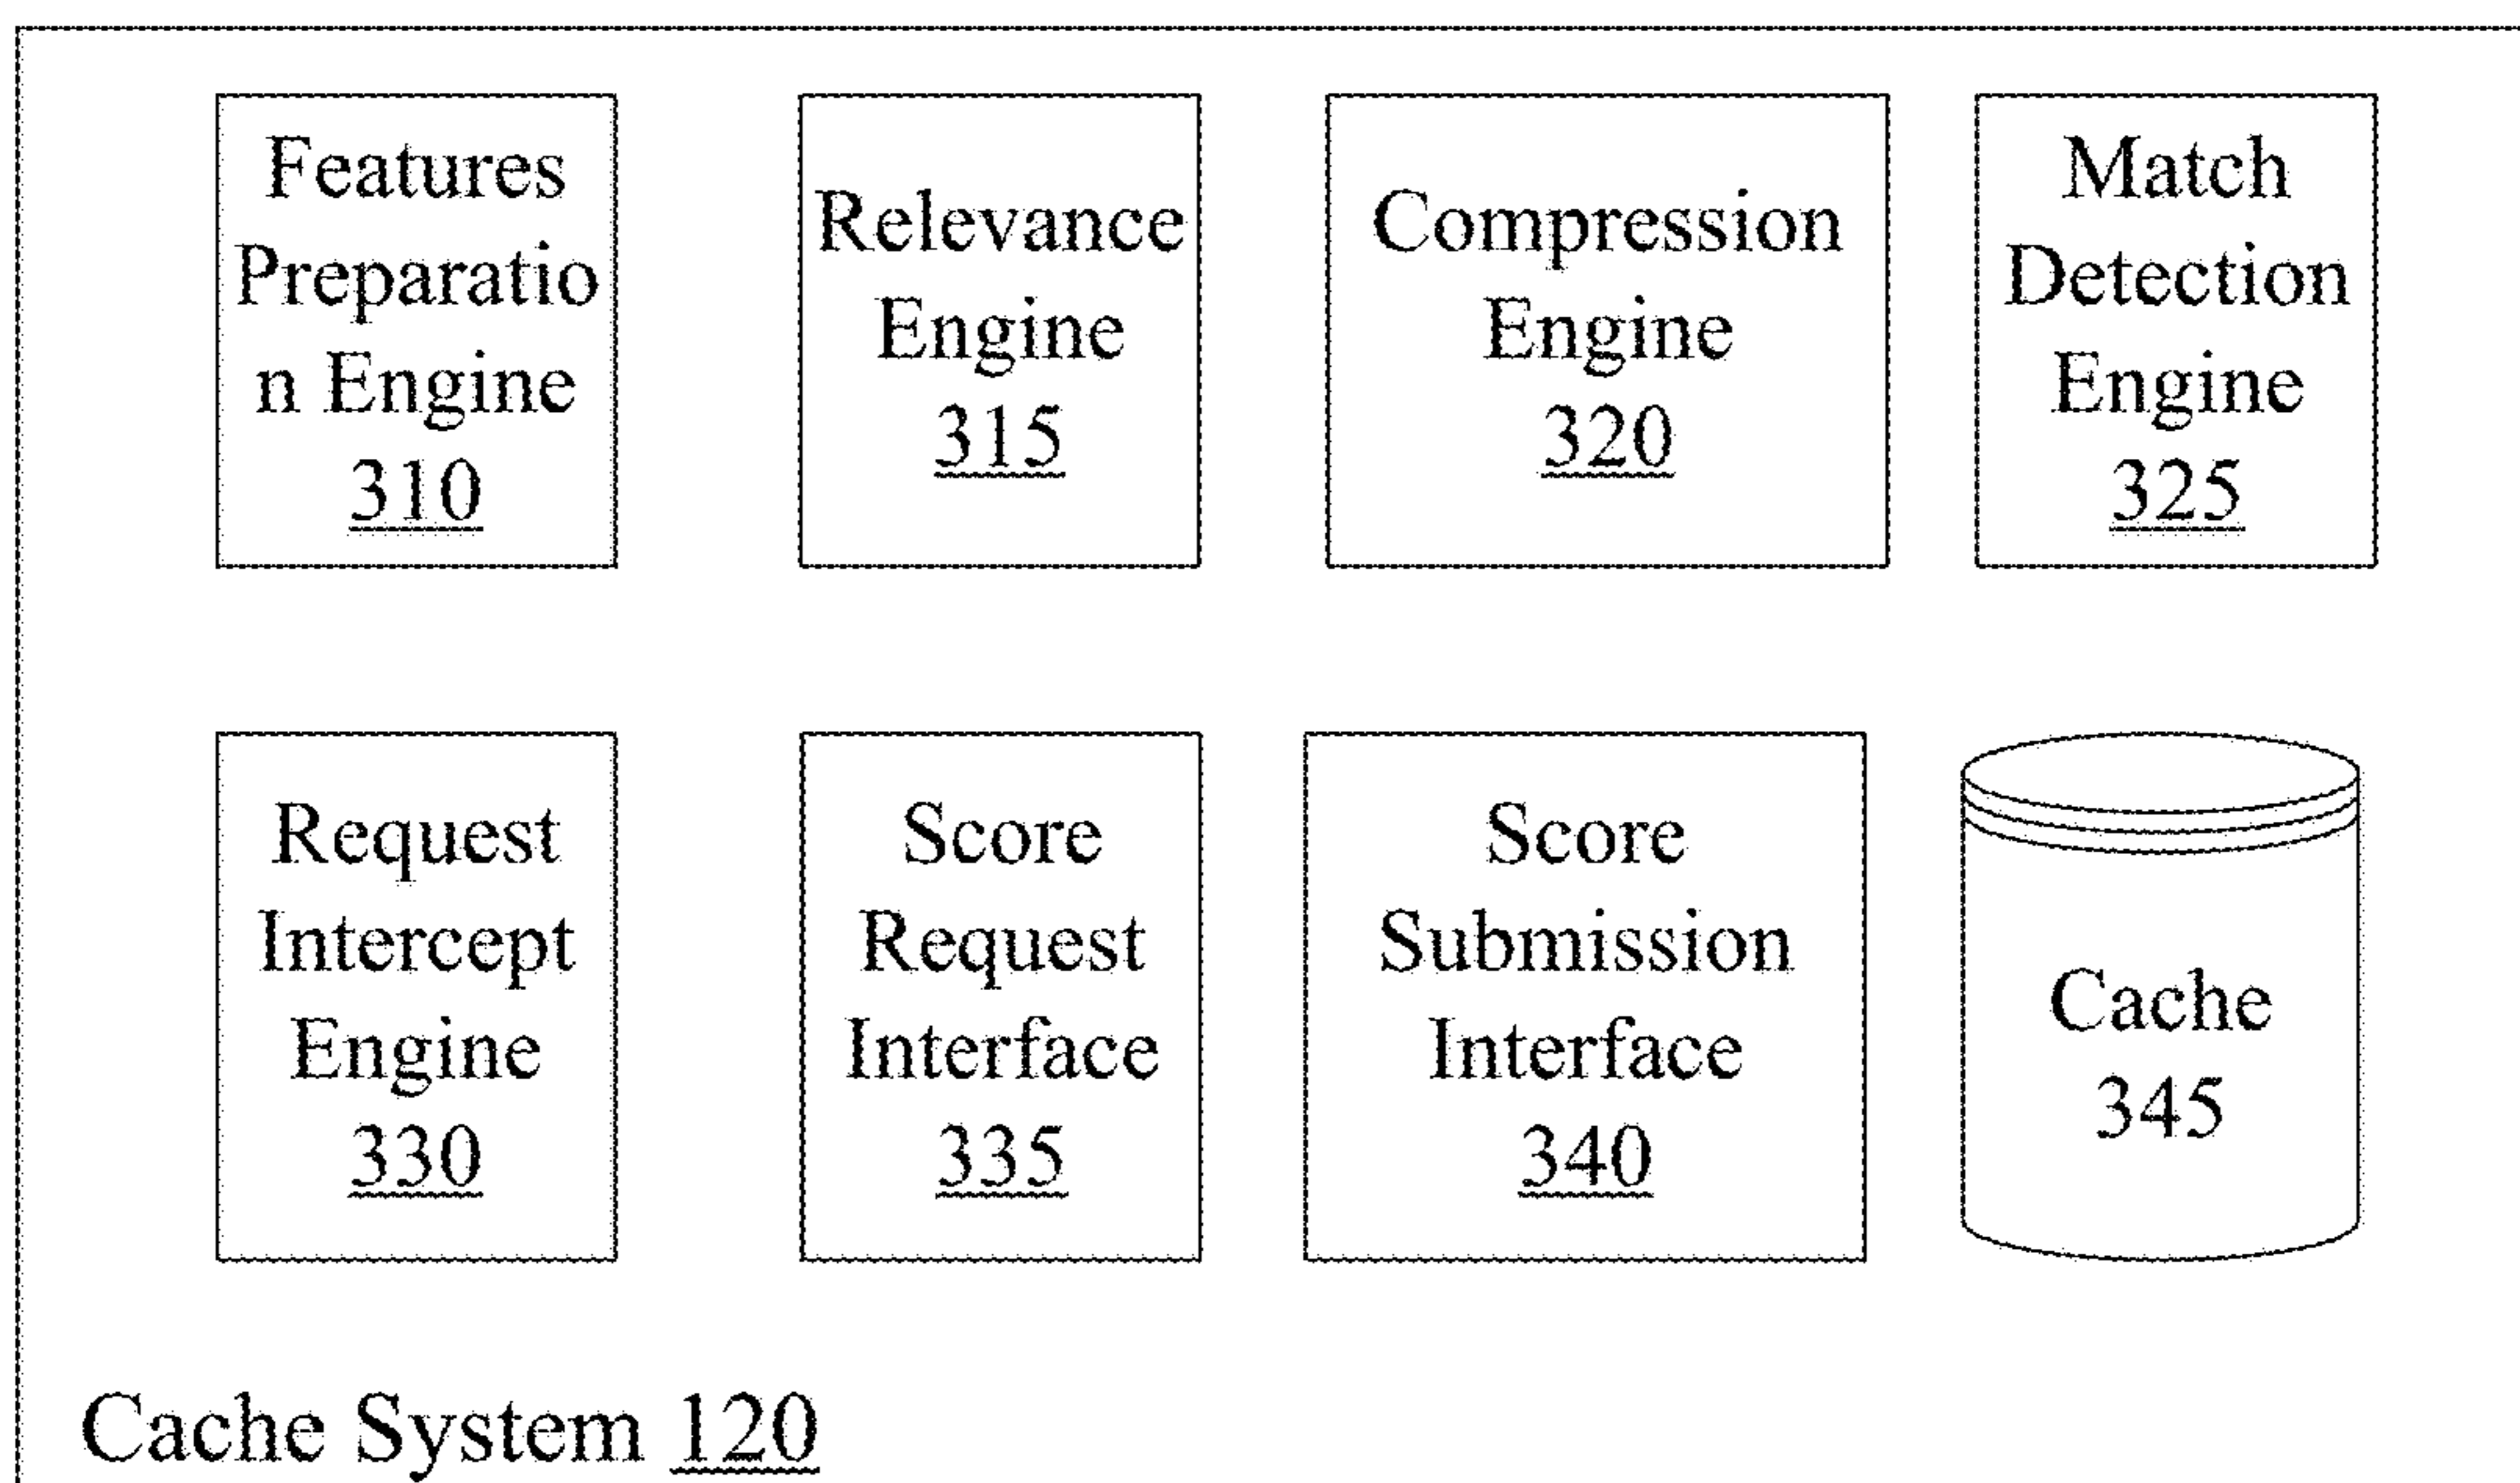 Features
Preparatio
n Engine
310
Relevance
Engine
315
Compression
Engine
320
Match
Detection
Engine
325
Request
Intercept
Engine
330
Score
Request
Interface
335
Score
Submission
Interface
340
Cache
345
Cache System 120